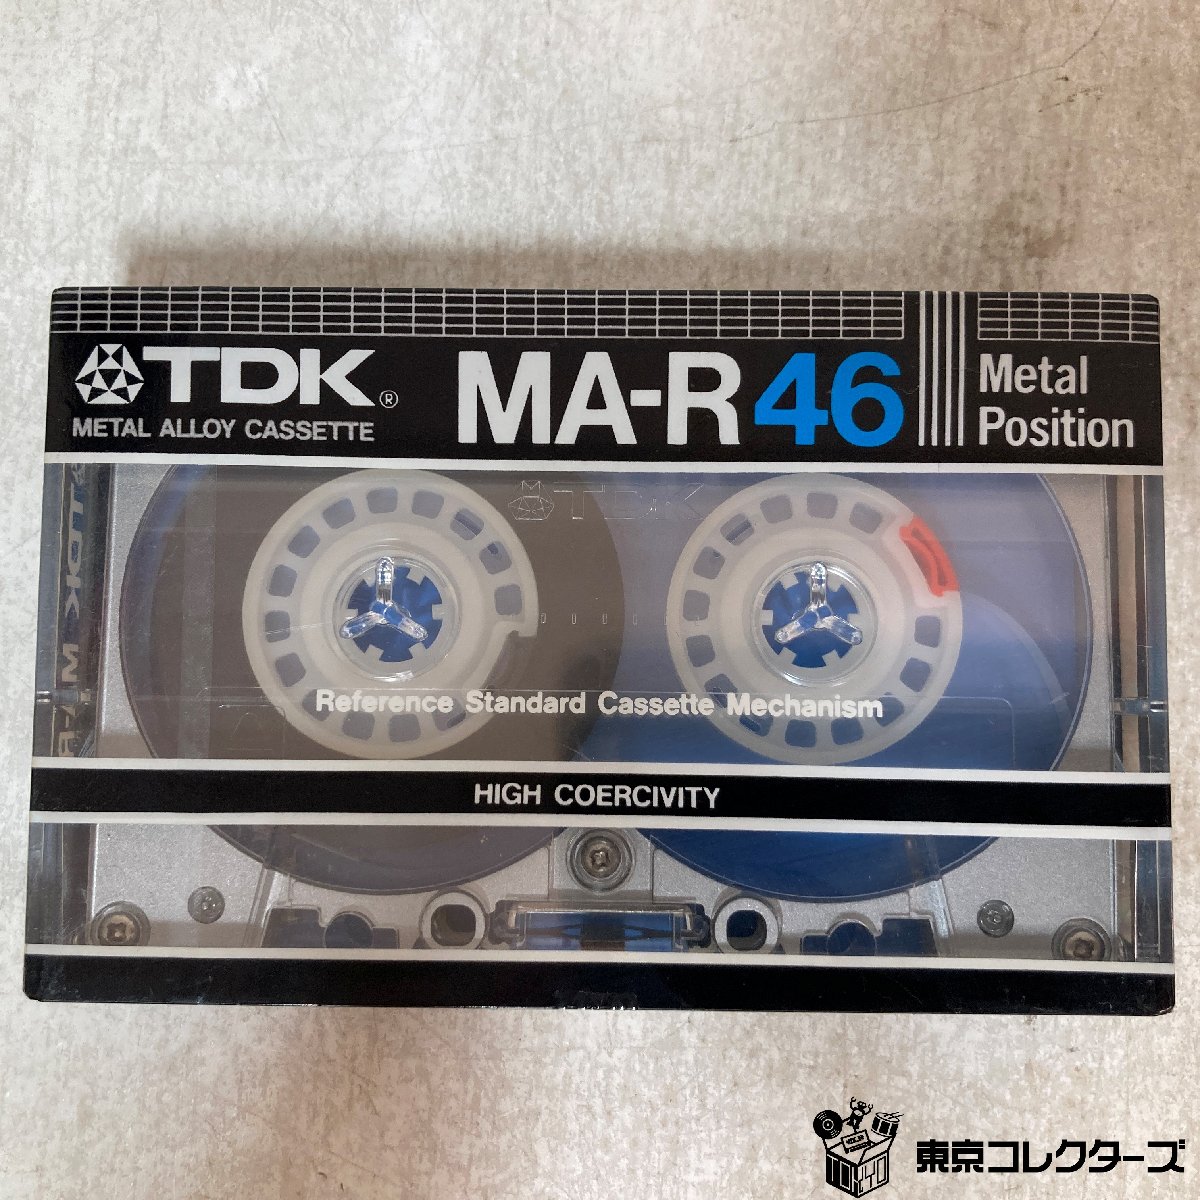 TDK®
METAL ALLOY CASSETTE
MA-R 46
Metal
Position
TDK
Reference Standard Cassette Mechanism
HIGH COERCIVITY
東京コレクターズ